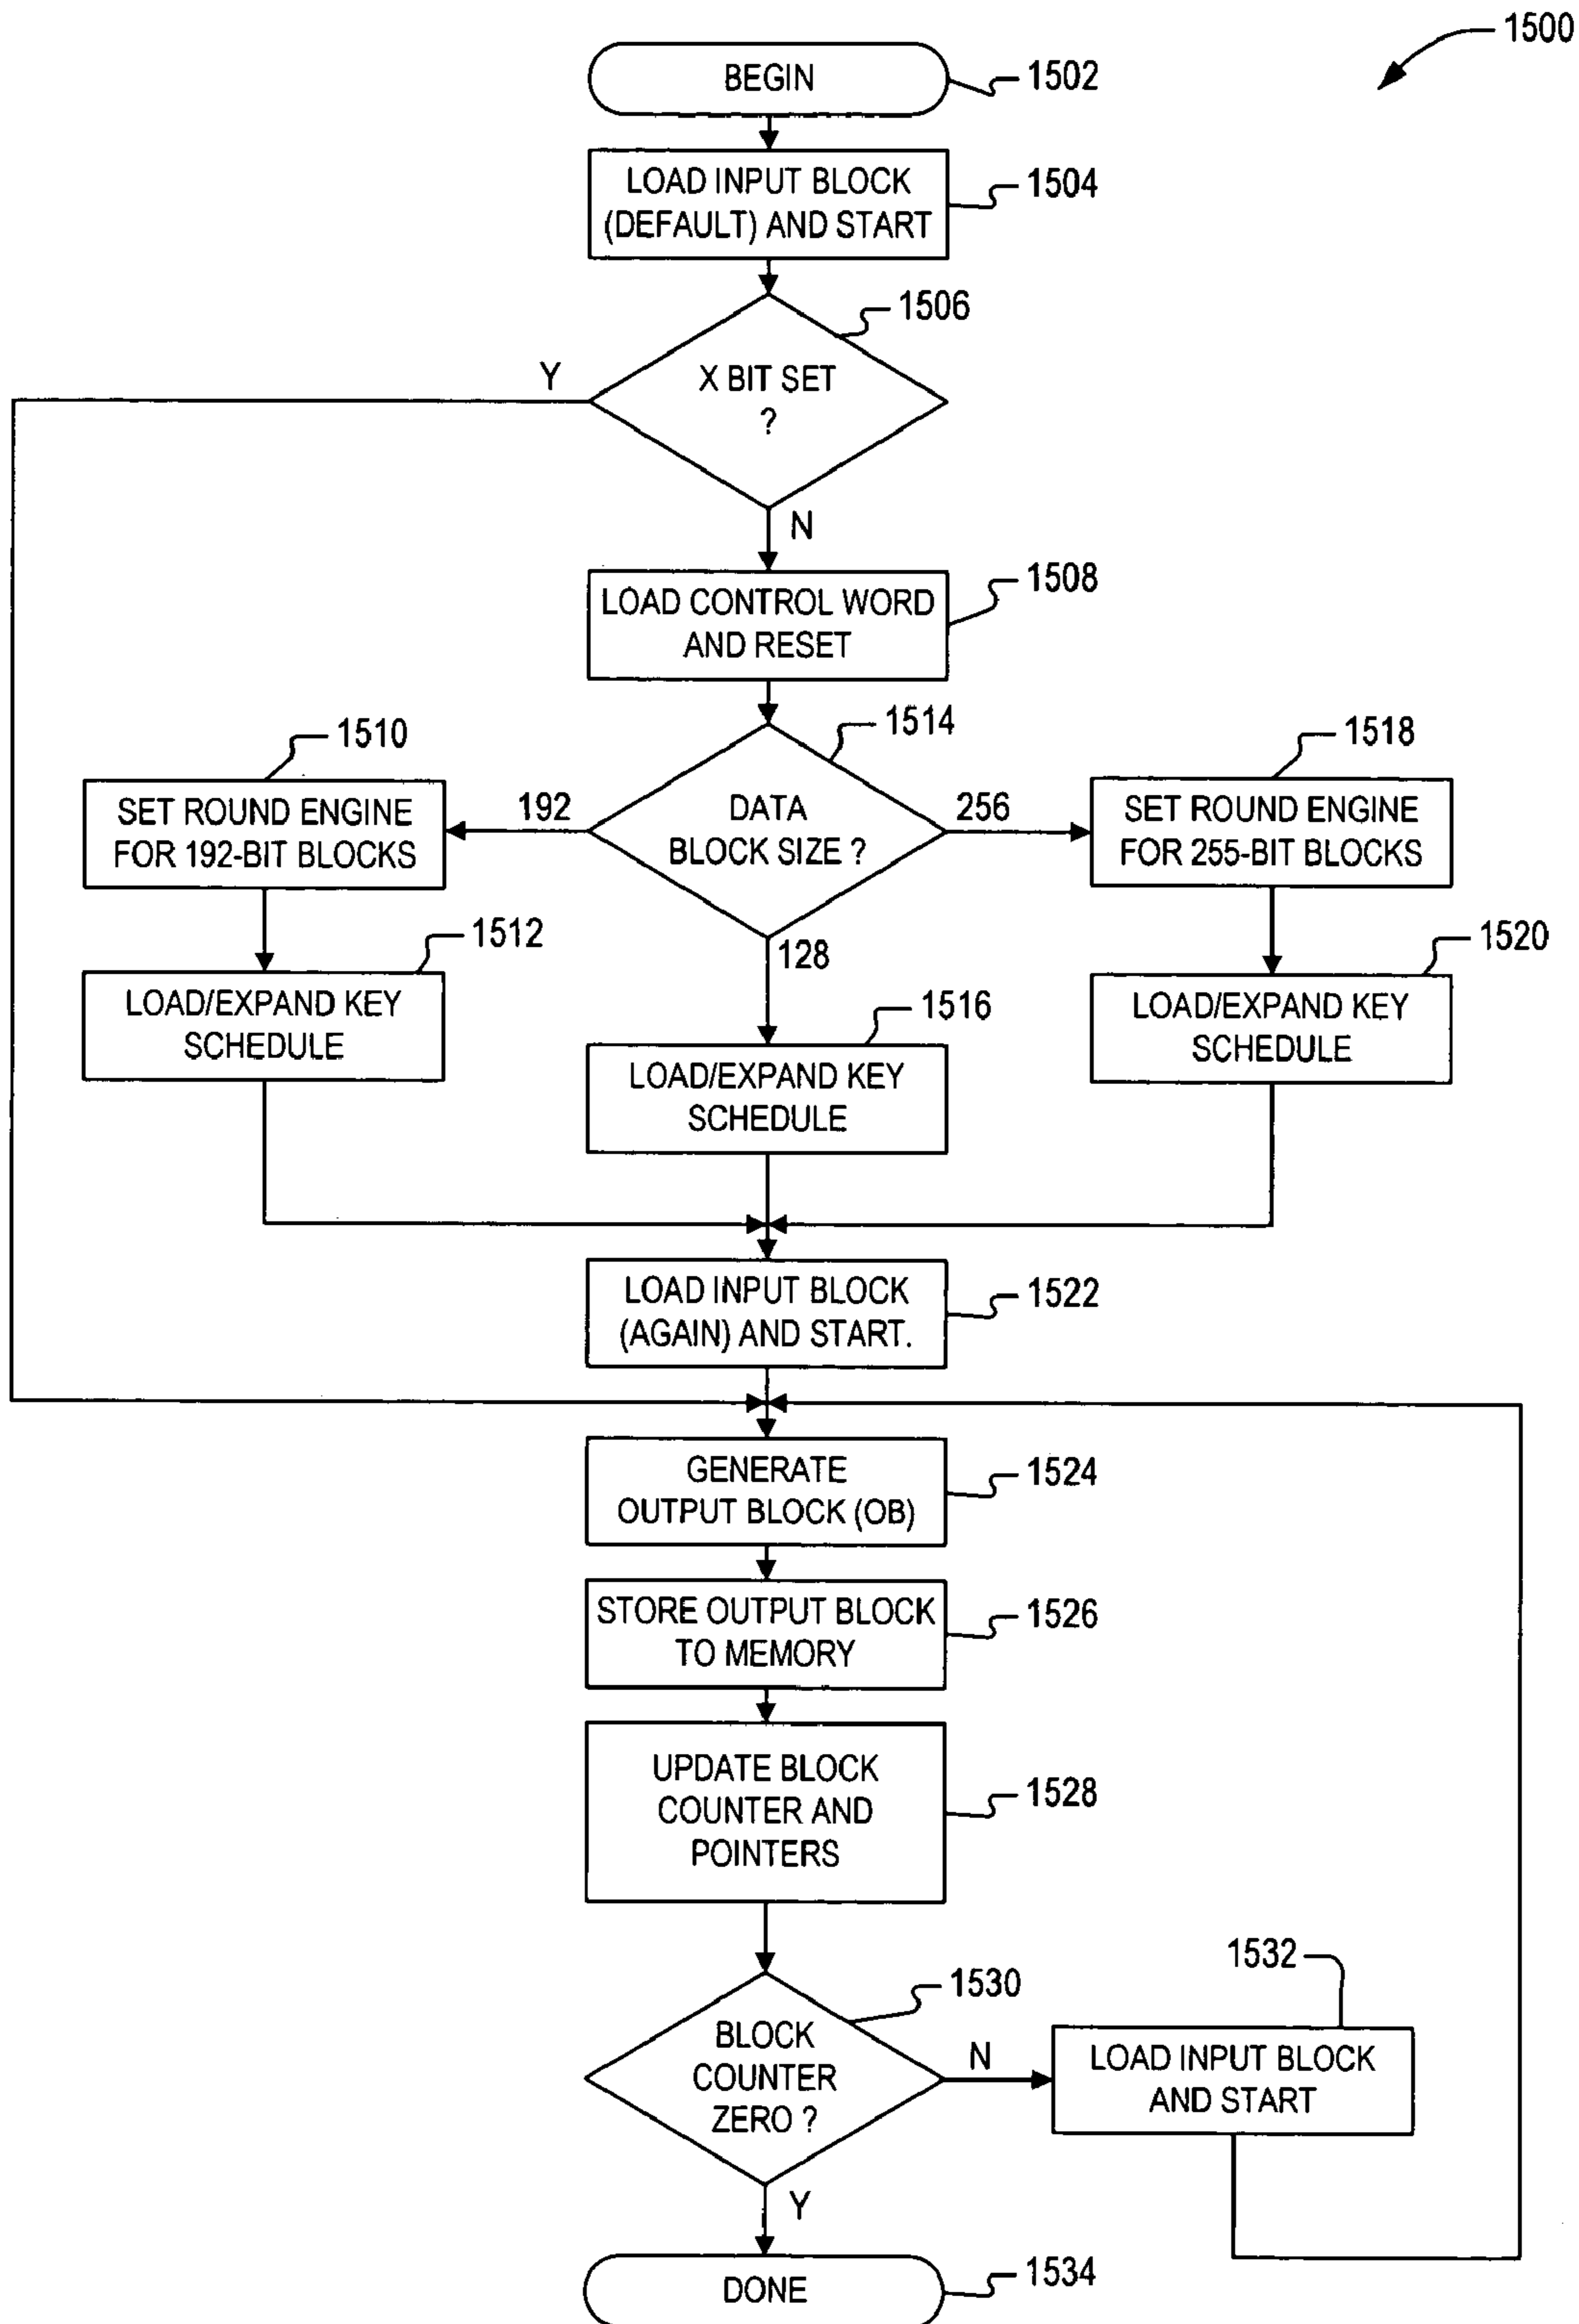 1500
BEGIN
1502
LOAD INPUT BLOCK
(DEFAULT) AND START
1504
1506
X BIT SET
?
Y
N
LOAD CONTROL WORD
AND RESET
1508
1510
SET ROUND ENGINE
FOR 192-BIT BLOCKS
192
1514
DATA
BLOCK SIZE ?
256
128
1518
SET ROUND ENGINE
FOR 255-BIT BLOCKS
1512
LOAD/EXPAND KEY
SCHEDULE
1516
LOAD/EXPAND KEY
SCHEDULE
1520
LOAD/EXPAND KEY
SCHEDULE
LOAD INPUT BLOCK
(AGAIN) AND START.
1522
GENERATE
OUTPUT BLOCK (OB)
1524
STORE OUTPUT BLOCK
TO MEMORY
1526
UPDATE BLOCK
COUNTER AND
POINTERS
1528
1530
BLOCK
COUNTER
ZERO ?
N
1532
LOAD INPUT BLOCK
AND START
Y
DONE
1534